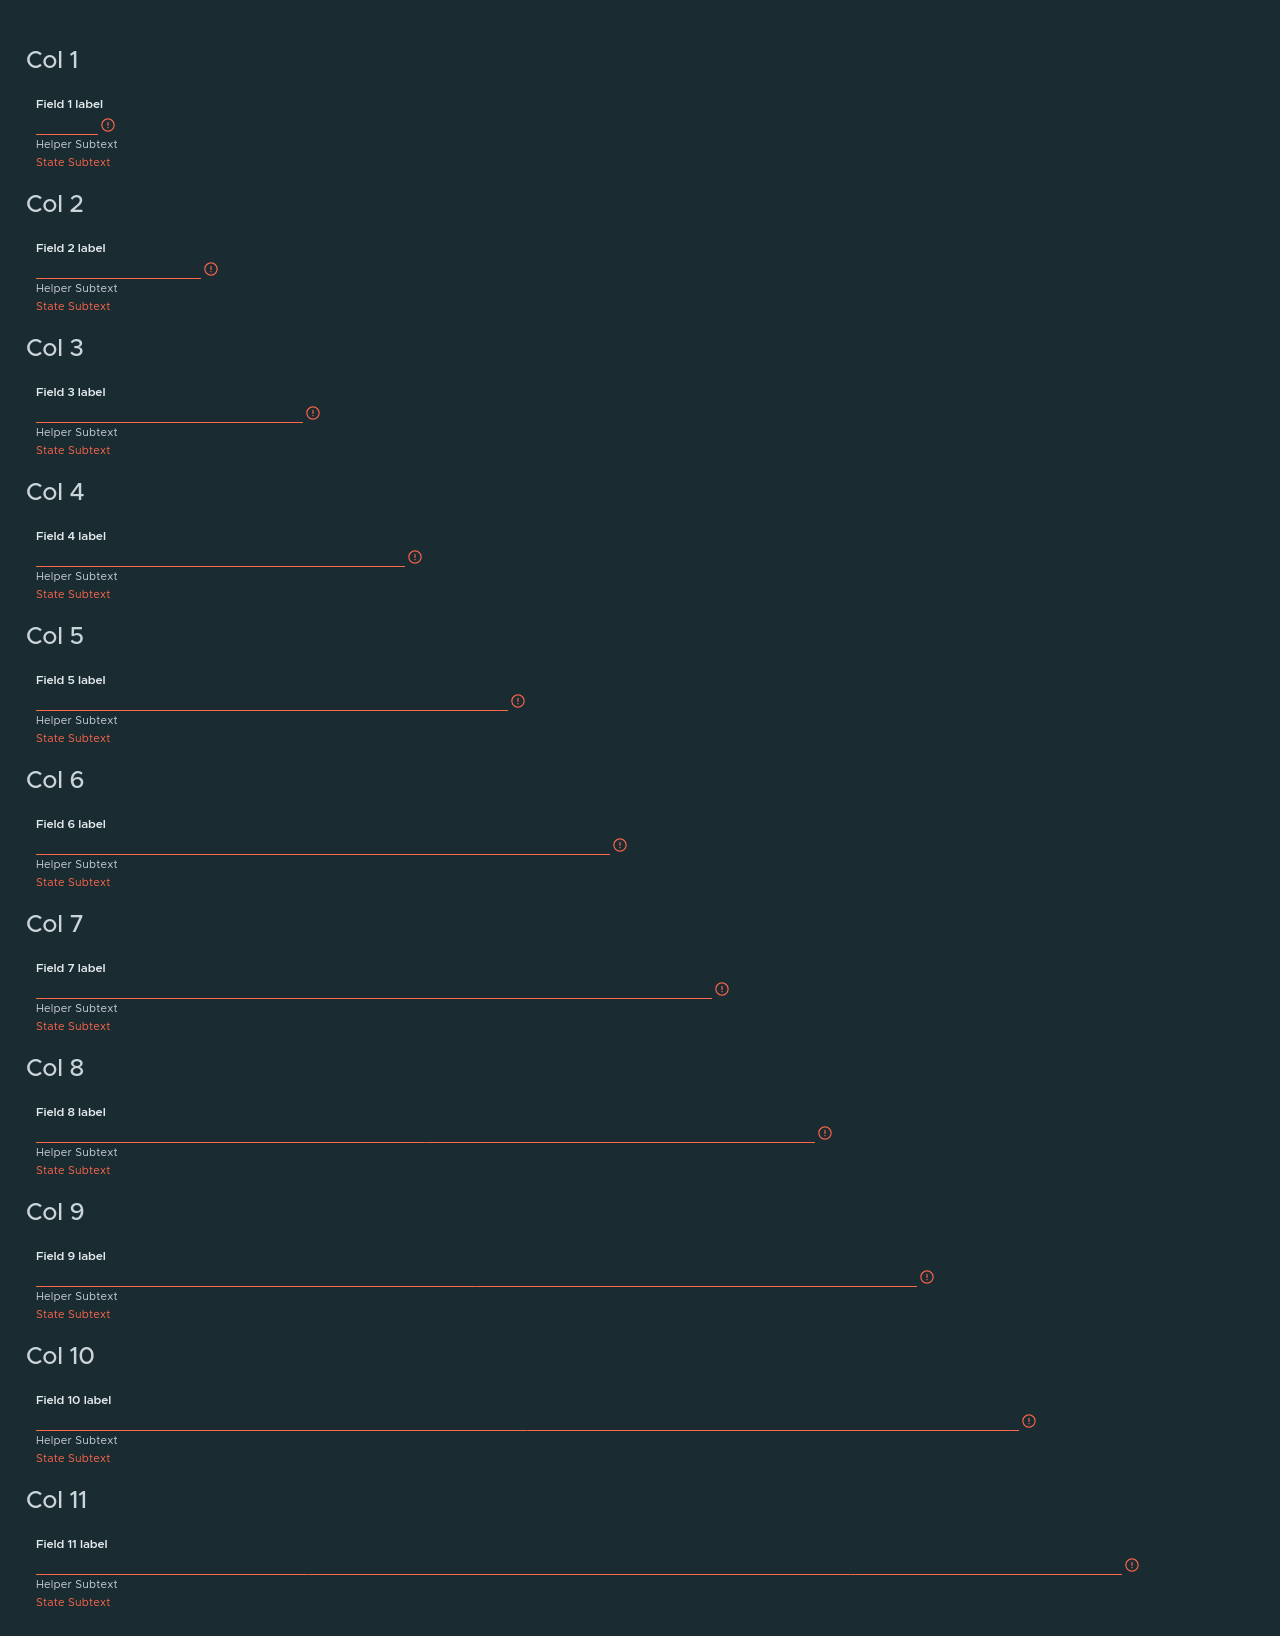 Col 1
Field 1 label
Helper Subtext
State Subtext
Col 2
Field 2 label
Helper Subtext
State Subtext
Col 3
Field 3 label
Helper Subtext
State Subtext
Col 4
Field 4 label
Helper Subtext
State Subtext
Col 5
Field 5 label
Helper Subtext
State Subtext
Col 6
Field 6 label
Helper Subtext
State Subtext
Col 7
Field 7 label
Helper Subtext
State Subtext
Col 8
Field 8 label
Helper Subtext
State Subtext
Col 9
Field 9 label
Helper Subtext
State Subtext
Col 10
Field 10 label
Helper Subtext
State Subtext
Col 11
Field 11 label
Helper Subtext
State Subtext